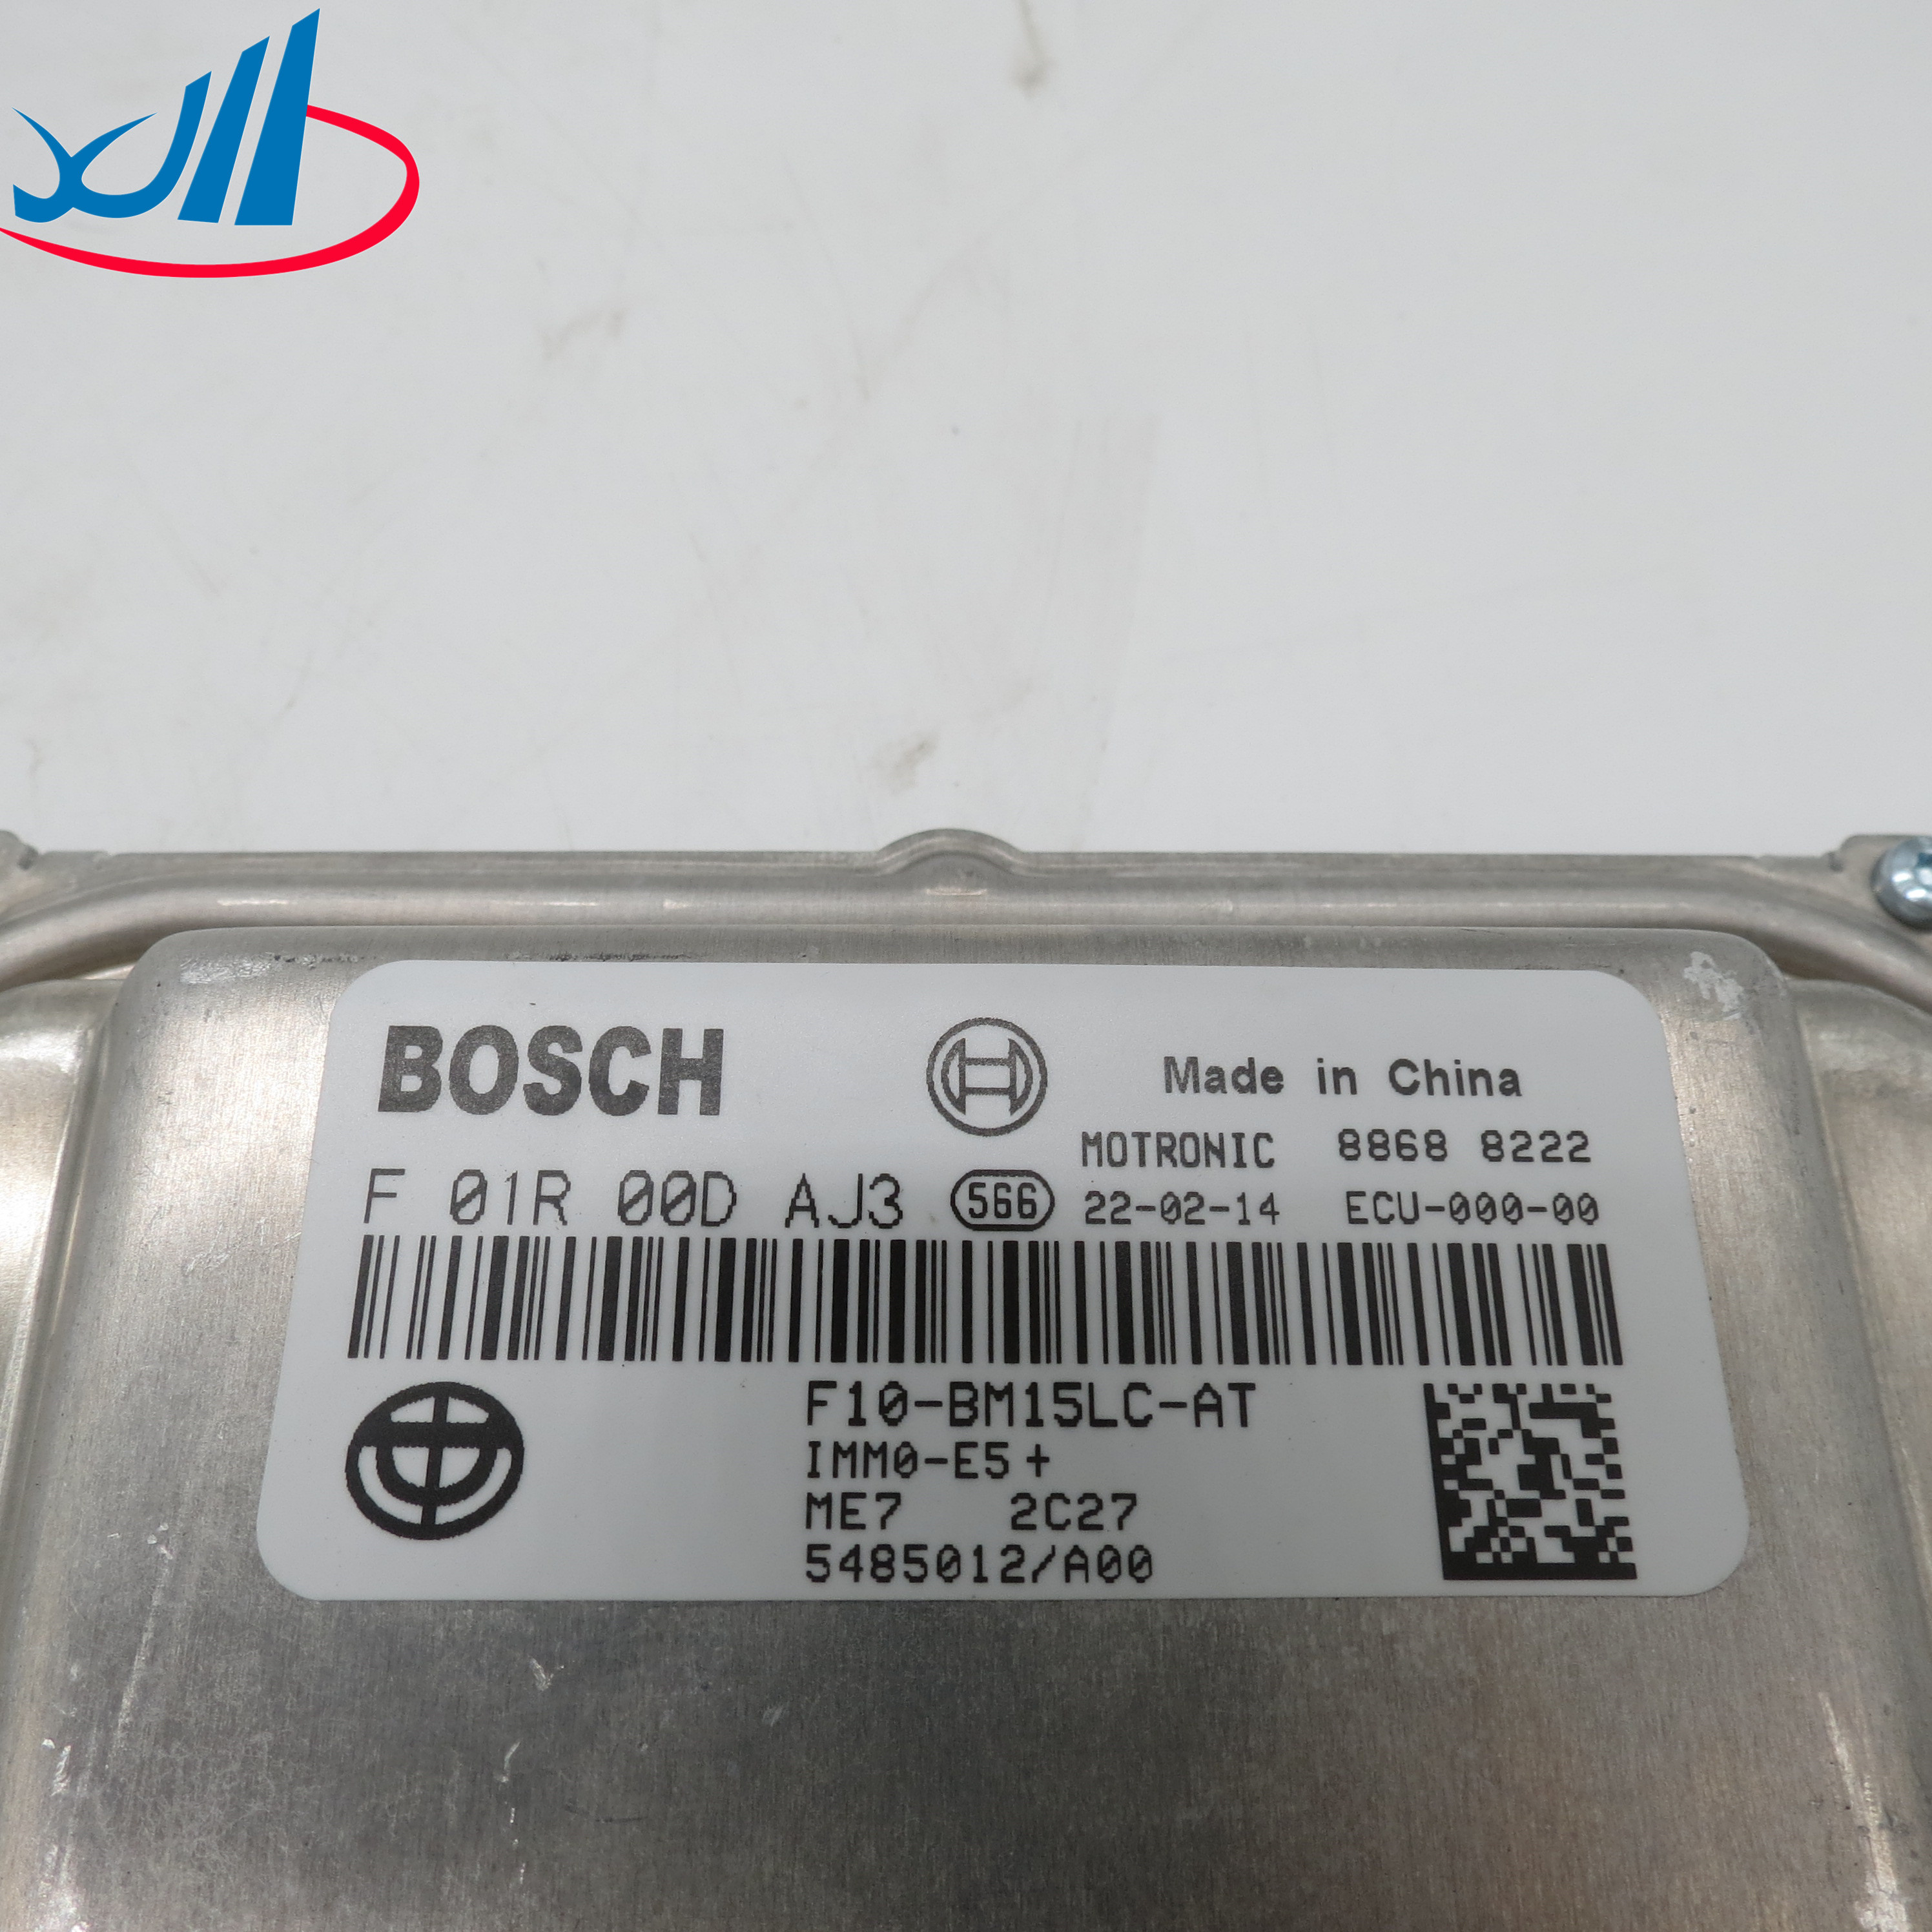 BOSCH
Made in China
MOTRONIC 8868 8222
F 01R 00D AJ3 566 22-02-14 ECU-000-00
F10-BM15LC-AT
IMM0-E5+
ME7 2C27
5485012/A00